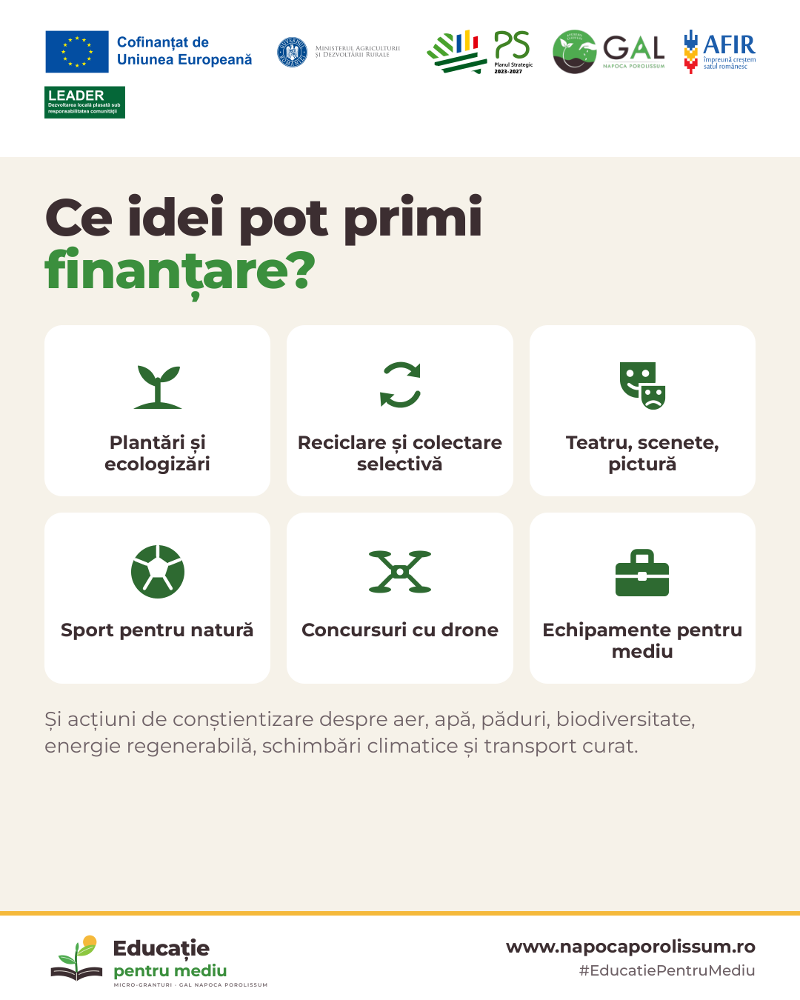 Cofinanțat de
Uniunea Europeană
GUVERNUL ROMÂNIEI
Ministerul Agriculturii
și Dezvoltării Rurale
PS
Planul Strategic
2023-2027
GAL
NAPOCA POROLISSUM
AFIR
împreună creștem
satul românesc
LEADER
Dezvoltarea locală plasată sub
responsabilitatea comunității
Ce idei pot primi
finanțare?
Plantări și
ecologizări
Reciclare și colectare
selectivă
Teatru, scenete,
pictură
Sport pentru natură
Concursuri cu drone
Echipamente pentru
mediu
Și acțiuni de conștientizare despre aer, apă, păduri, biodiversitate,
energie regenerabilă, schimbări climatice și transport curat.
Educație
pentru mediu
MICRO-GRANTURI · GAL NAPOCA POROLISSUM
www.napocaporolissum.ro
#EducatiePentruMediu